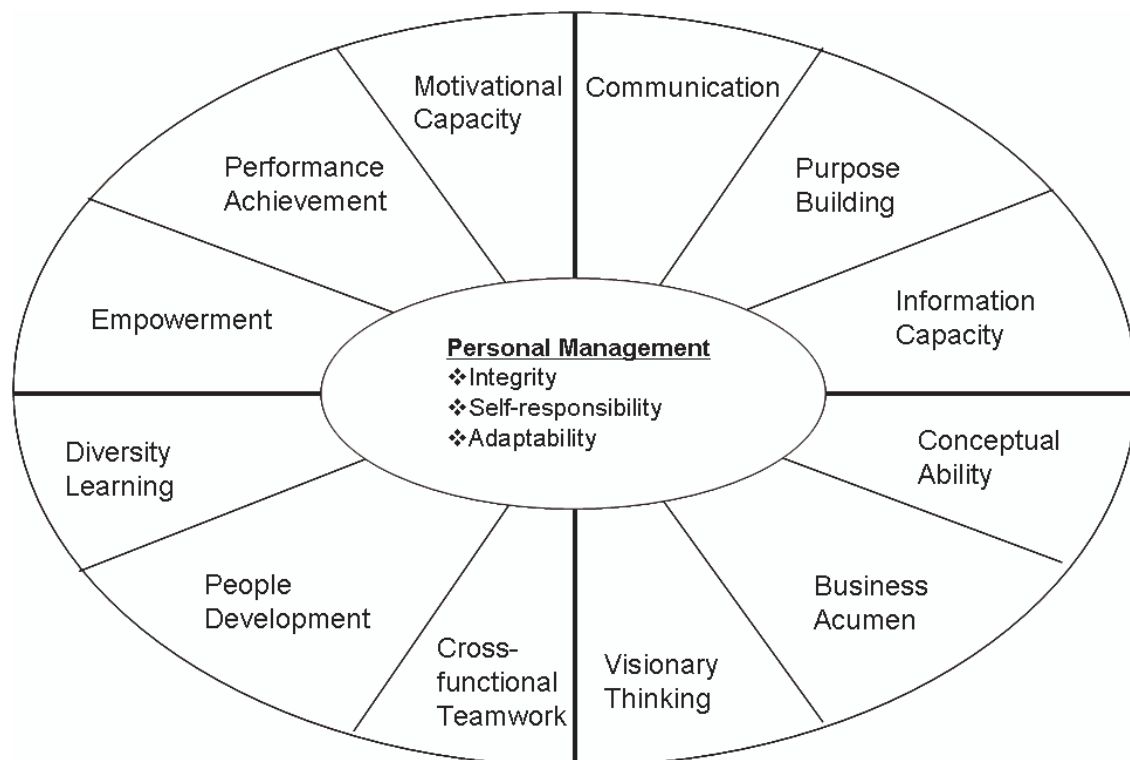 Motivational
Capacity
Communication
Performance
Achievement
Purpose
Building
Empowerment
Information
Capacity
Personal Management
❖Integrity
❖Self-responsibility
❖Adaptability
Diversity
Learning
Conceptual
Ability
People
Development
Business
Acumen
Cross-
functional
Teamwork
Visionary
Thinking